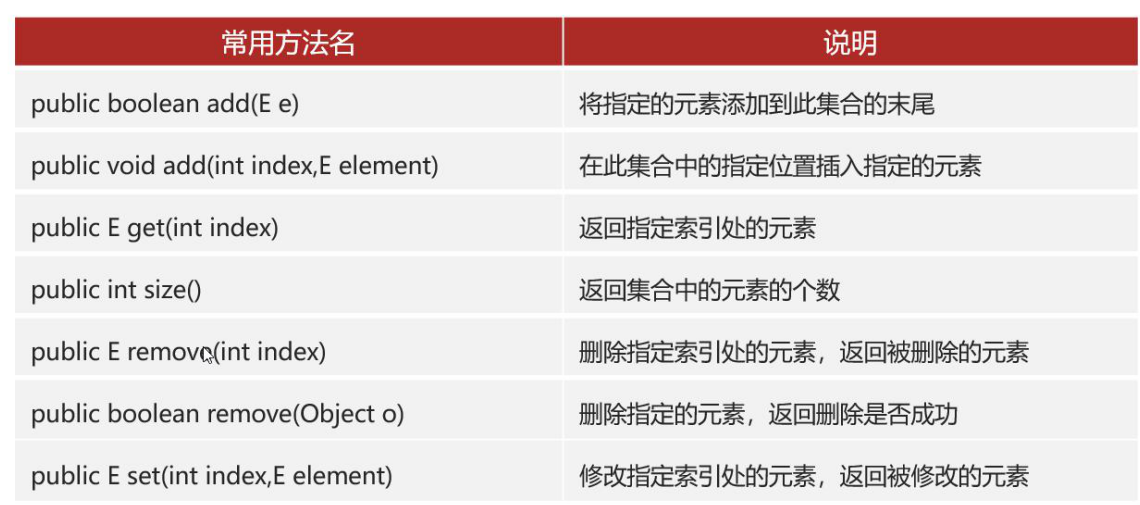 常用方法名 说明
public boolean add(E e) 将指定的元素添加到此集合的末尾
public void add(int index,E element) 在此集合中的指定位置插入指定的元素
public E get(int index) 返回指定索引处的元素
public int size() 返回集合中的元素的个数
public E remove(int index) 删除指定索引处的元素，返回被删除的元素
public boolean remove(Object o) 删除指定的元素，返回删除是否成功
public E set(int index,E element) 修改指定索引处的元素，返回被修改的元素